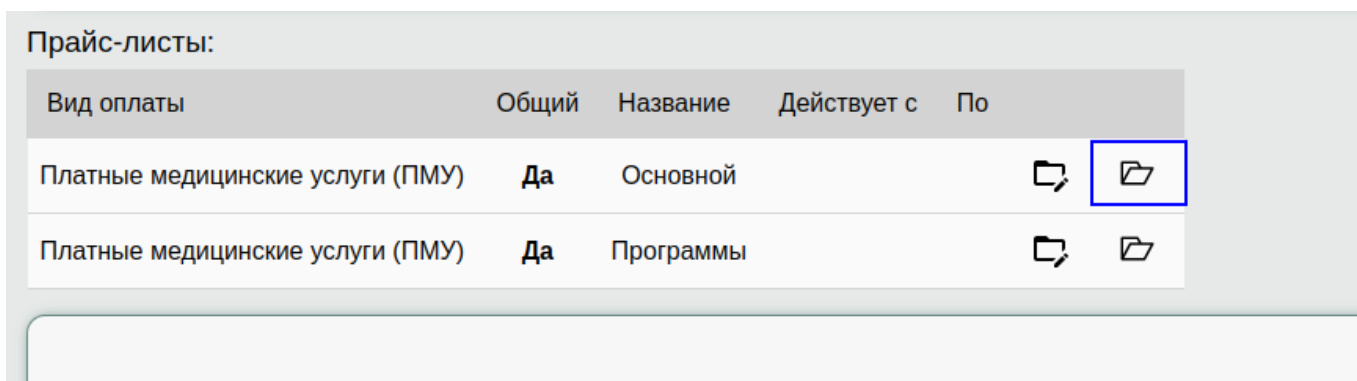 Прайс-листы:
Вид оплаты Общий Название Действует с По
Платные медицинские услуги (ПМУ) Да Основной
Платные медицинские услуги (ПМУ) Да Программы